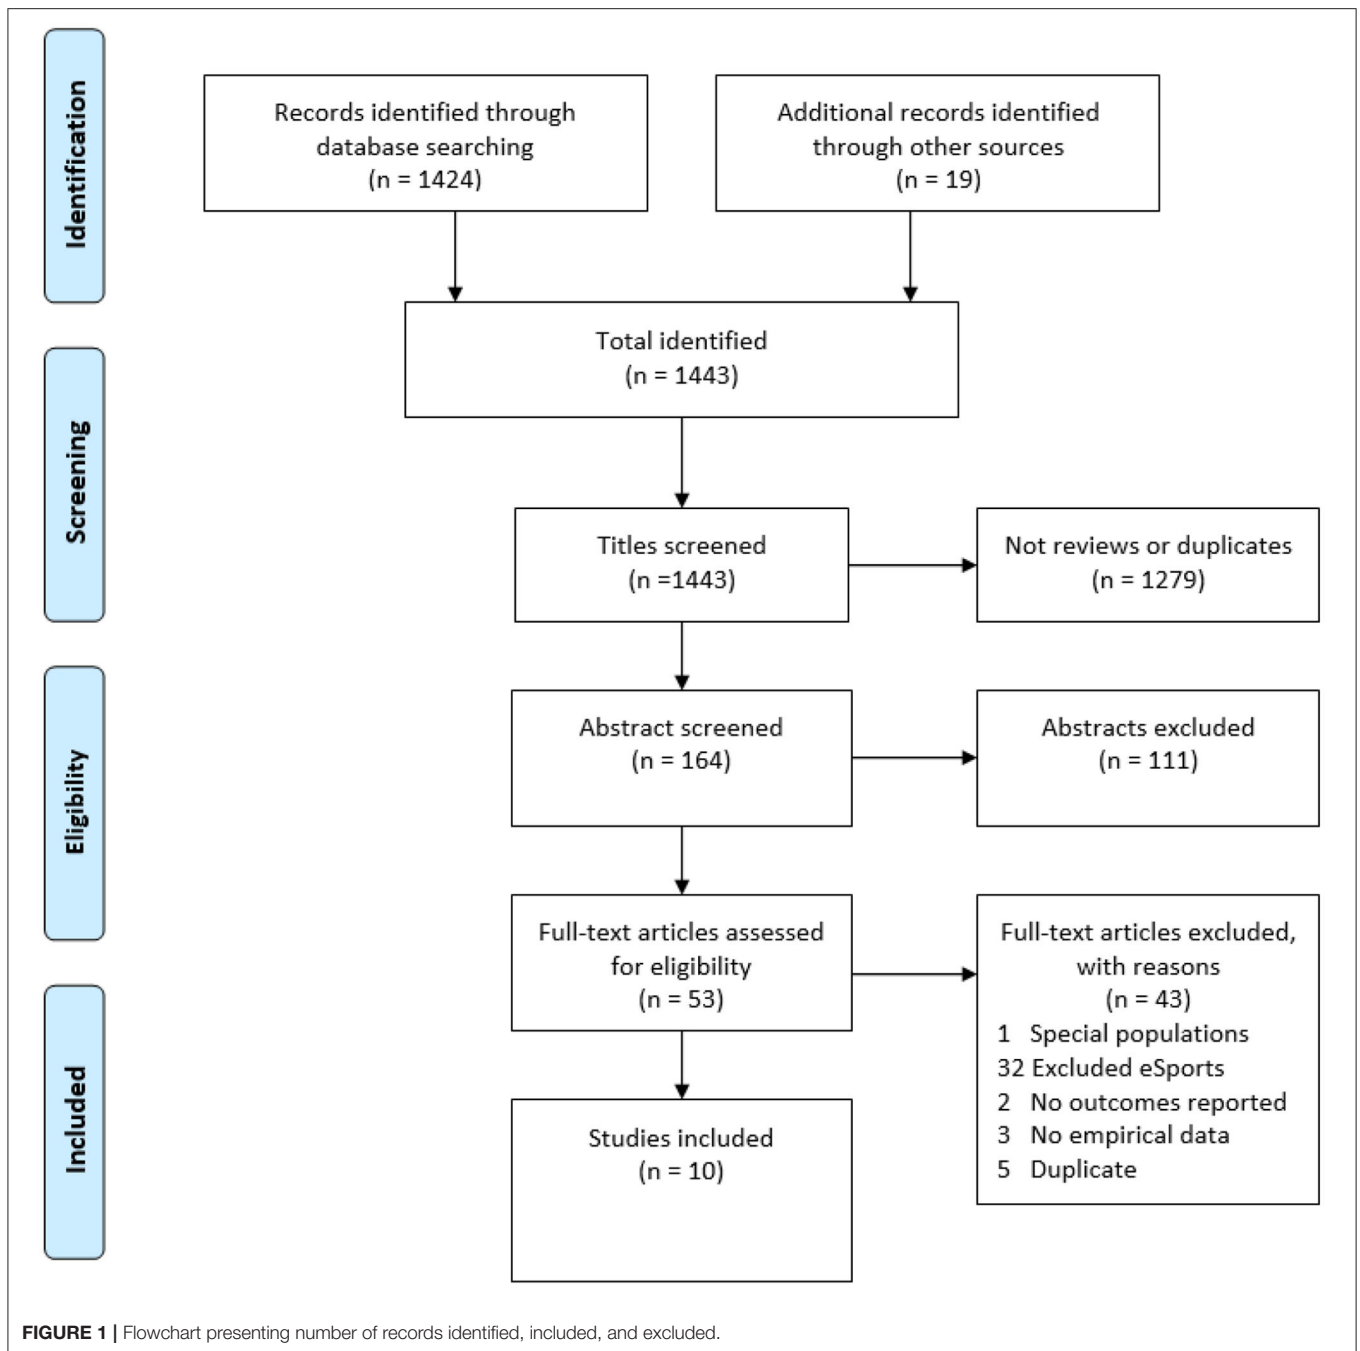 Identification
Records identified through
database searching
(n = 1424)
Additional records identified
through other sources
(n = 19)
Total identified
(n = 1443)
Screening
Titles screened
(n =1443)
Not reviews or duplicates
(n = 1279)
Eligibility
Abstract screened
(n = 164)
Abstracts excluded
(n = 111)
Full-text articles assessed
for eligibility
(n = 53)
Full-text articles excluded,
with reasons
(n = 43)
1 Special populations
32 Excluded eSports
2 No outcomes reported
3 No empirical data
5 Duplicate
Included
Studies included
(n = 10)
FIGURE 1 | Flowchart presenting number of records identified, included, and excluded.